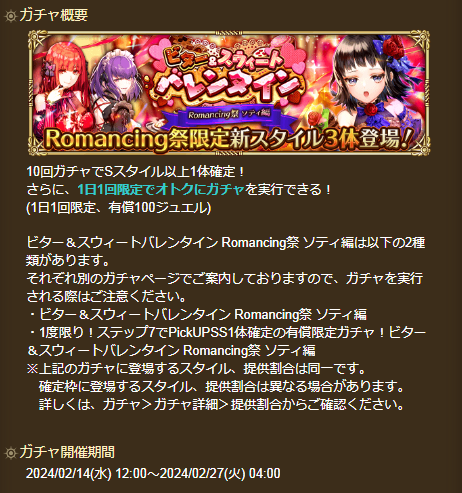 ガチャ概要
ビター&スウィート
バレンタイン
Romancing祭 ソティ編
Romancing祭限定新スタイル3体登場!
10回ガチャでSスタイル以上1体確定!
さらに、1日1回限定でオトクにガチャを実行できる!
(1日1回限定、有償100ジュエル)
ビター&スウィートバレンタイン Romancing祭 ソティ編は以下の2種
類があります。
それぞれ別のガチャページでご案内しておりますので、ガチャを実行
される際はご注意ください。
・ビター&スウィートバレンタイン Romancing祭 ソティ編
・1度限り!ステップ7でPickUPSS1体確定の有償限定ガチャ!ビター
&スウィートバレンタイン Romancing祭 ソティ編
※上記のガチャに登場するスタイル、提供割合は同一です。
確定枠に登場するスタイル、提供割合は異なる場合があります。
詳しくは、ガチャ>ガチャ詳細>提供割合からご確認ください。
ガチャ開催期間
2024/02/14(水) 12:00~2024/02/27(火) 04:00